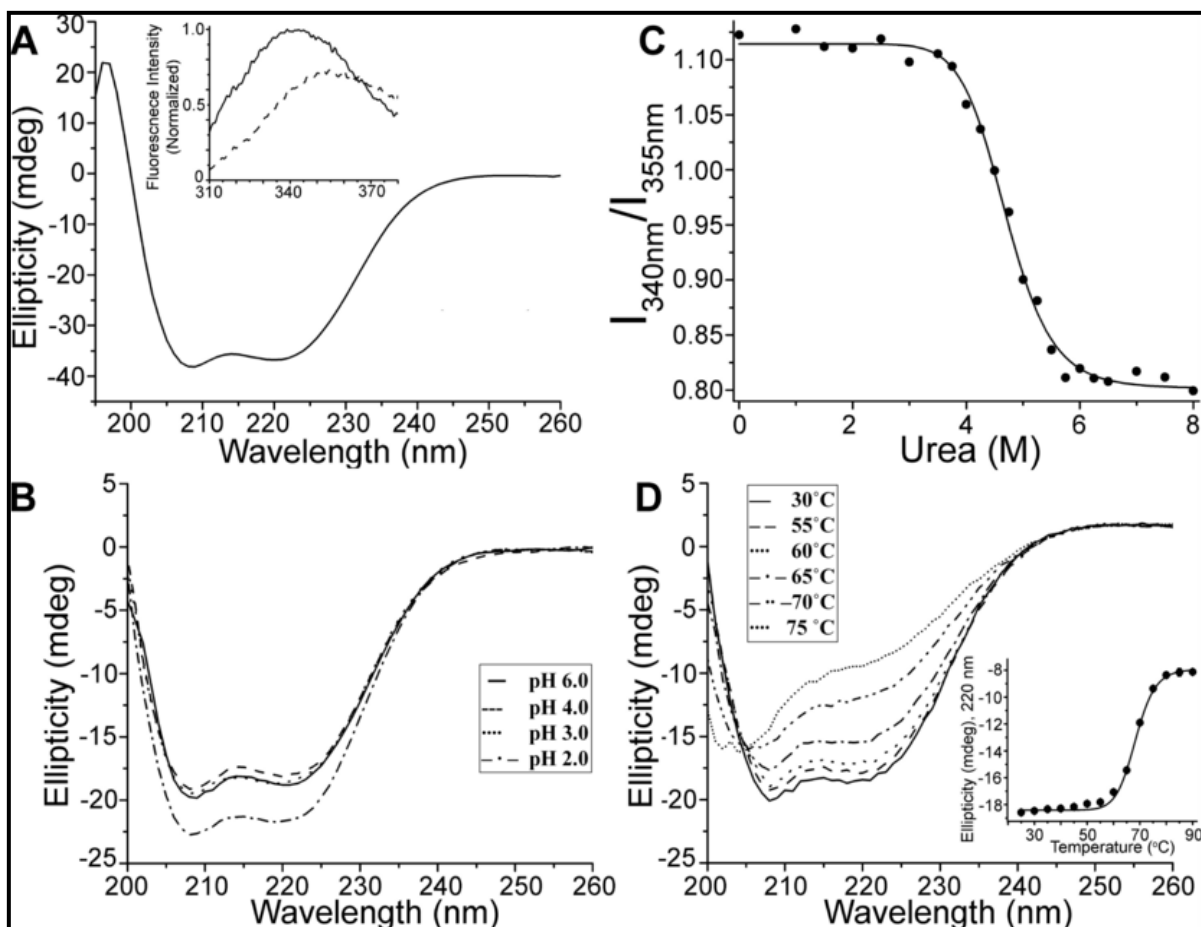 A
30
20
10
0
-10
-20
-30
-40
Ellipticity (mdeg)
200 210 220 230 240 250 260
Wavelength (nm)
Fluorescnece Intensity
(Normalized)
1.0
0.5
0
310 340 370
C
1.10
1.05
1.00
0.95
0.90
0.85
0.80
I340nm/I355nm
0 2 4 6 8
Urea (M)
B
5
0
-5
-10
-15
-20
-25
Ellipticity (mdeg)
pH 6.0
pH 4.0
pH 3.0
pH 2.0
200 210 220 230 240 250 260
Wavelength (nm)
D
5
0
-5
-10
-15
-20
-25
Ellipticity (mdeg)
30˚C
55˚C
60˚C
65˚C
70˚C
75 ˚C
200 210 220 230 240 250 260
Wavelength (nm)
Ellipticity (mdeg), 220 nm
-8
-10
-12
-14
-16
-18
30 50 70 90
Temperature (°C)